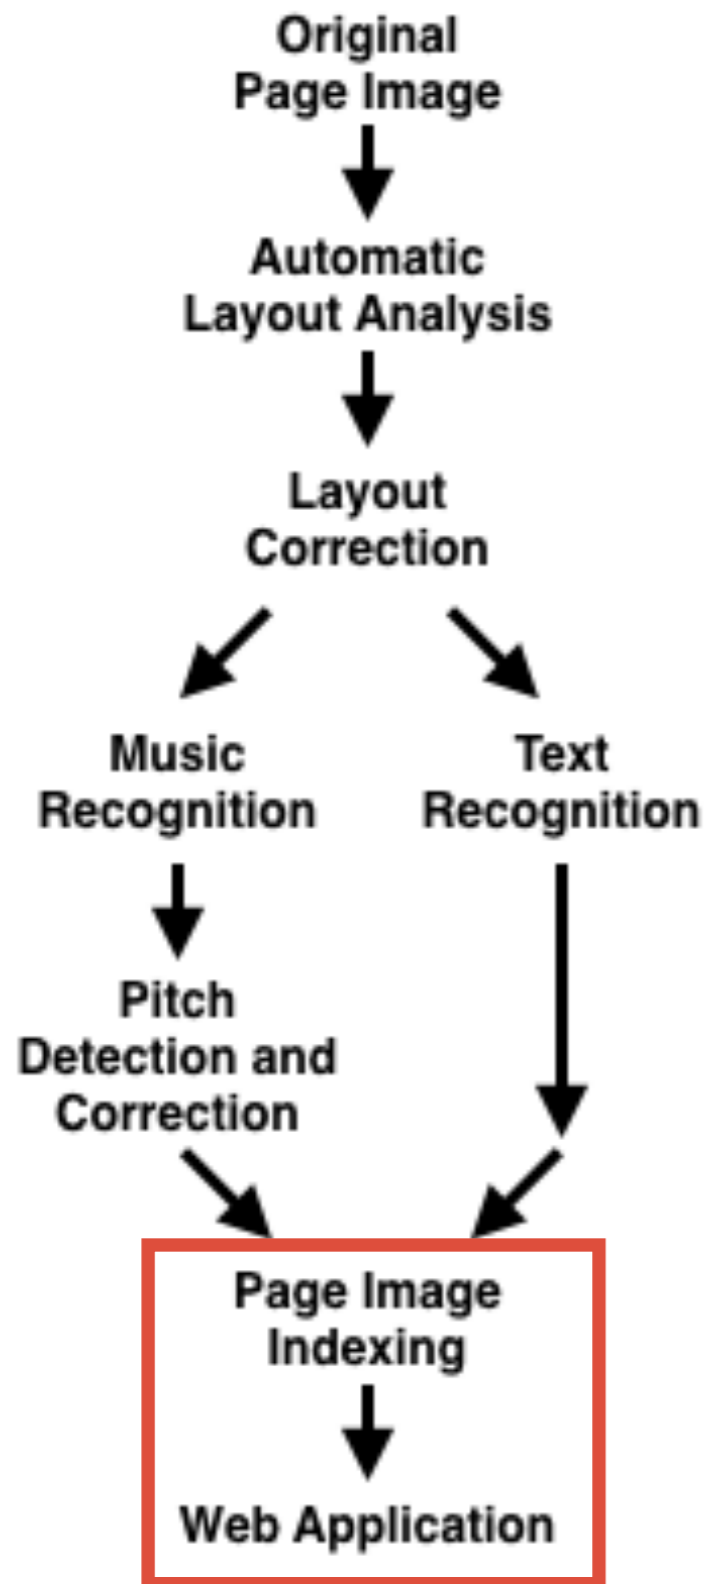 Original
Page Image
Automatic
Layout Analysis
Layout
Correction
Music
Recognition
Text
Recognition
Pitch
Detection and
Correction
Page Image
Indexing
Web Application